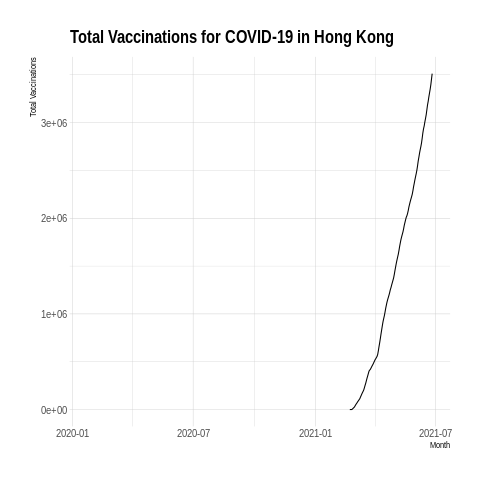 Total Vaccinations for COVID-19 in Hong Kong
Total Vaccinations
3e+06
2e+06
1e+06
0e+00
2020-01 2020-07 2021-01 2021-07
Month